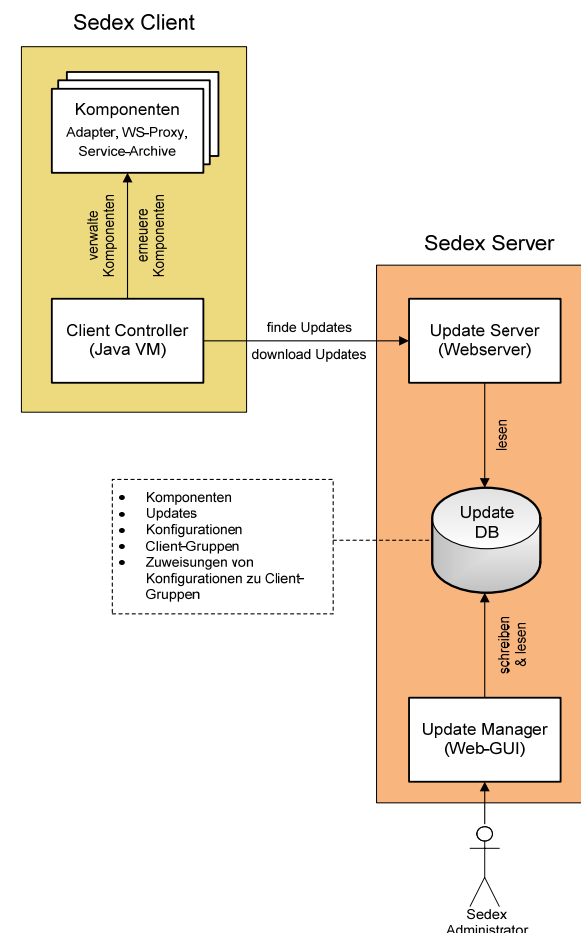 Sedex Client
Komponenten
Adapter, WS-Proxy,
Service-Archive
verwalte
Komponenten
erneuere
Komponenten
Client Controller
(Java VM)
finde Updates
download Updates
Sedex Server
Update Server
(Webserver)
lesen
Update
DB
• Komponenten
• Updates
• Konfigurationen
• Client-Gruppen
• Zuweisungen von
Konfigurationen zu Client-
Gruppen
schreiben
& lesen
Update Manager
(Web-GUI)
Sedex
Administrator